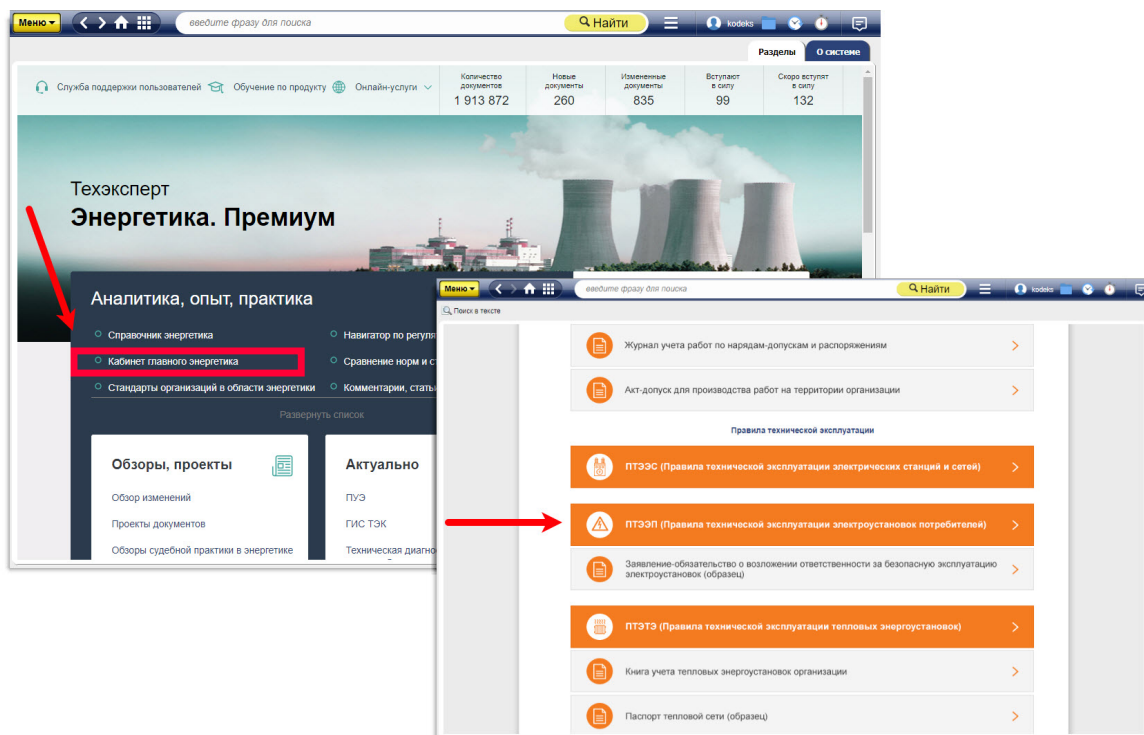 Меню
введите фразу для поиска
Найти
kodeks
Разделы
О системе
Служба поддержки пользователей
Обучение по продукту
Онлайн-услуги
Количество
документов
1 913 872
Новые
документы
260
Измененные
документы
835
Вступают
в силу
99
Скоро вступят
в силу
132
Техэксперт
Энергетика. Премиум
Аналитика, опыт, практика
Справочник энергетика
Кабинет главного энергетика
Стандарты организаций в области энергетики
Навигатор по регуля
Сравнение норм и с
Комментарии, стать
Развернуть список
Обзоры, проекты
Обзор изменений
Проекты документов
Обзоры судебной практики в энергетике
Актуально
ПУЭ
ГИС ТЭК
Техническая диагно
Меню
введите фразу для поиска
Найти
kodeks
Поиск в тексте
Журнал учета работ по нарядам-допускам и распоряжениям
Акт-допуск для производства работ на территории организации
Правила технической эксплуатации
ПТЭЭС (Правила технической эксплуатации электрических станций и сетей)
ПТЭЭП (Правила технической эксплуатации электроустановок потребителей)
Заявление-обязательство о возложении ответственности за безопасную эксплуатацию
электроустановок (образец)
ПТЭТЭ (Правила технической эксплуатации тепловых энергоустановок)
Книга учета тепловых энергоустановок организации
Паспорт тепловой сети (образец)